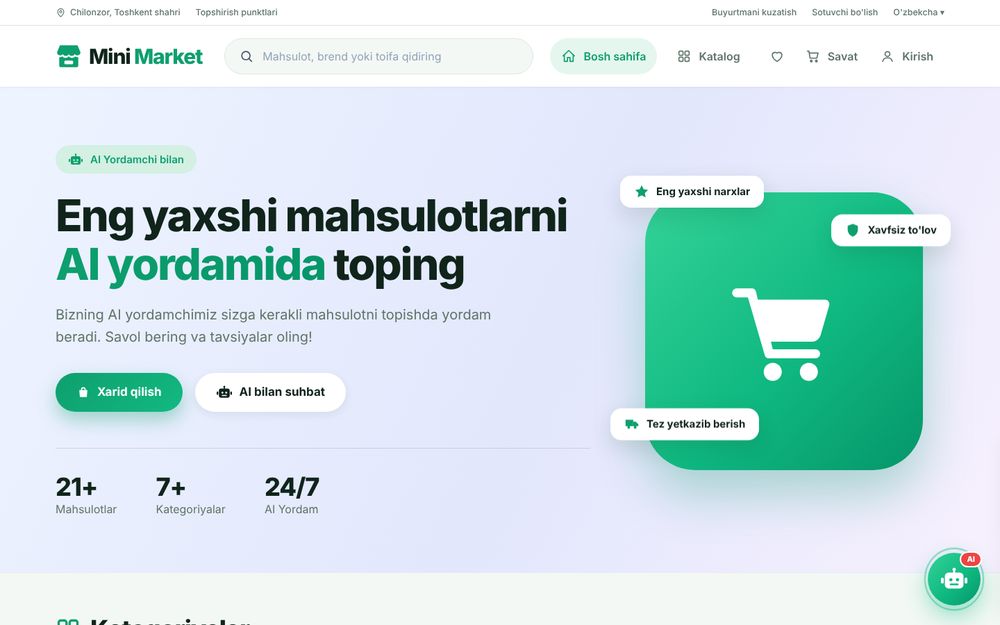 Chilonzor, Toshkent shahri
Topshirish punktlari
Buyurtmani kuzatish
Sotuvchi bo'lish
O'zbekcha ▾
Mini Market
Mahsulot, brend yoki toifa qidiring
Bosh sahifa
Katalog
Savat
Kirish
AI Yordamchi bilan
Eng yaxshi mahsulotlarni
AI yordamida toping
Bizning AI yordamchimiz sizga kerakli mahsulotni topishda yordam
beradi. Savol bering va tavsiyalar oling!
Xarid qilish
AI bilan suhbat
21+
Mahsulotlar
7+
Kategoriyalar
24/7
AI Yordam
Eng yaxshi narxlar
Xavfsiz to'lov
Tez yetkazib berish
AI
Kategoriyalar